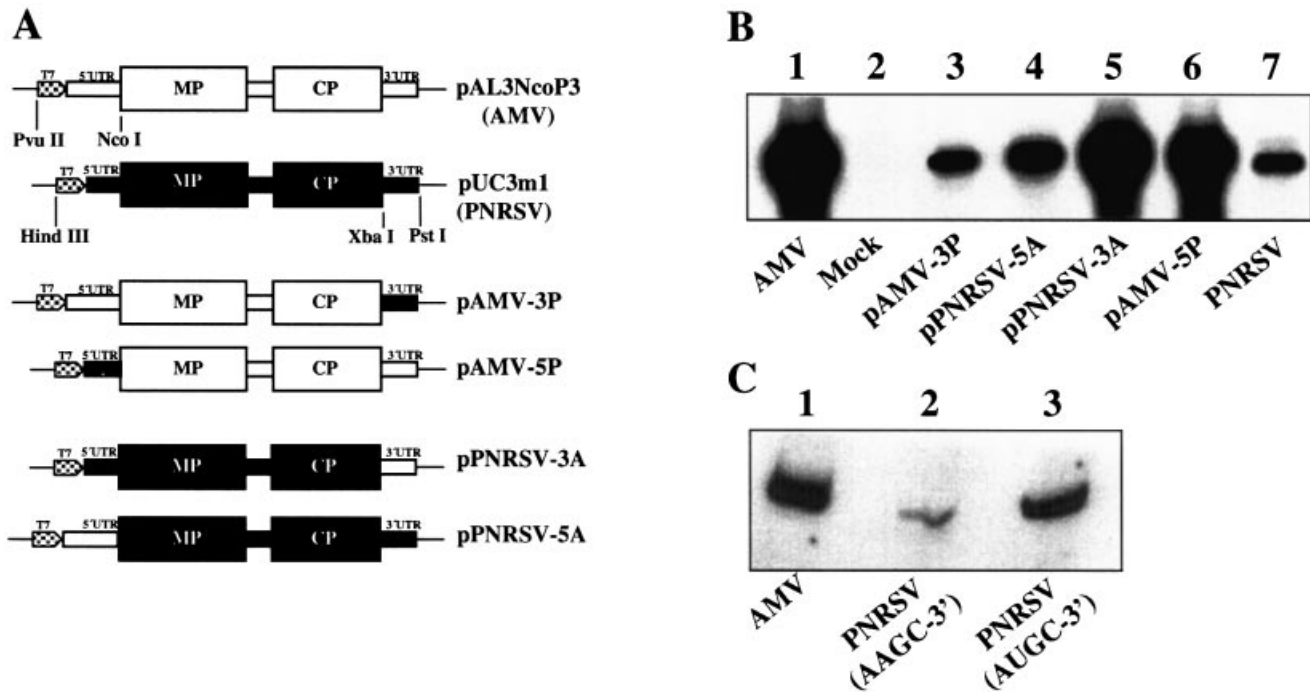 A
T7 5´UTR MP CP 3´UTR pAL3NcoP3
(AMV)
Pvu II Nco I
T7 5´UTR MP CP 3´UTR pUC3m1
(PNRSV)
Hind III Xba I Pst I
T7 5´UTR MP CP 3´UTR pAMV-3P
T7 5´UTR MP CP 3´UTR pAMV-5P
T7 5´UTR MP CP 3´UTR pPNRSV-3A
T7 5´UTR MP CP 3´UTR pPNRSV-5A
B
1 2 3 4 5 6 7
AMV
Mock
pAMV-3P
pPNRSV-5A
pPNRSV-3A
pAMV-5P
PNRSV
C
1 2 3
AMV
PNRSV
(AAGC-3’)
PNRSV
(AUGC-3’)